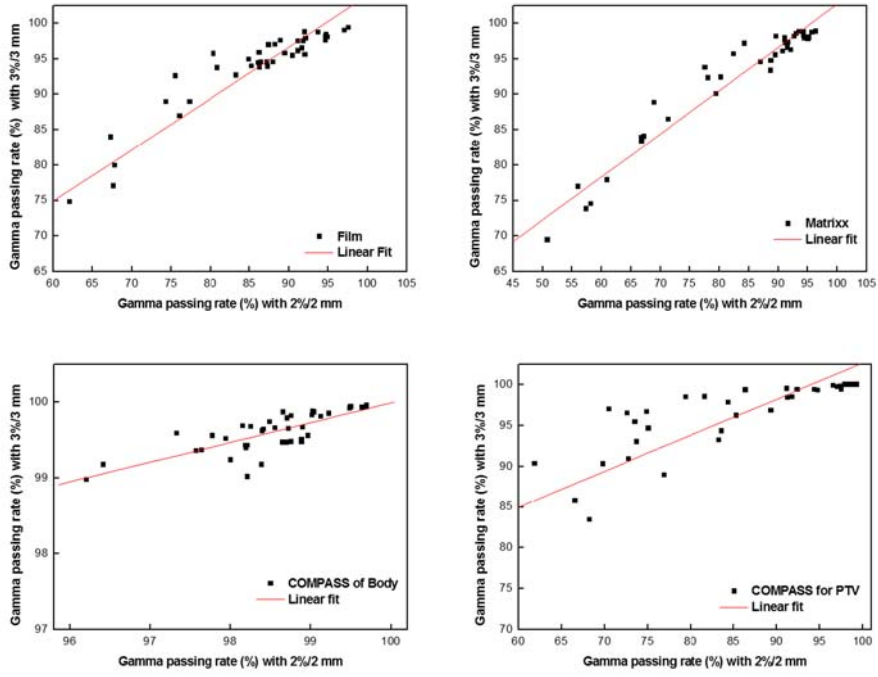 Gamma passing rate (%) with 3%/3 mm
100
95
90
85
80
75
70
65
60 65 70 75 80 85 90 95 100 105
Gamma passing rate (%) with 2%/2 mm
Film
Linear Fit
Gamma passing rate (%) with 3%/3 mm
100
95
90
85
80
75
70
65
45 50 55 60 65 70 75 80 85 90 95 100 105
Gamma passing rate (%) with 2%/2 mm
Matrixx
Linear fit
Gamma passing rate (%) with 3%/3 mm
100
99
98
97
96 97 98 99 100
Gamma passing rate (%) with 2%/2 mm
COMPASS of Body
Linear fit
Gamma passing rate (%) with 3%/3 mm
100
95
90
85
80
75
70
60 65 70 75 80 85 90 95 100
Gamma passing rate (%) with 2%/2 mm
COMPASS for PTV
Linear fit